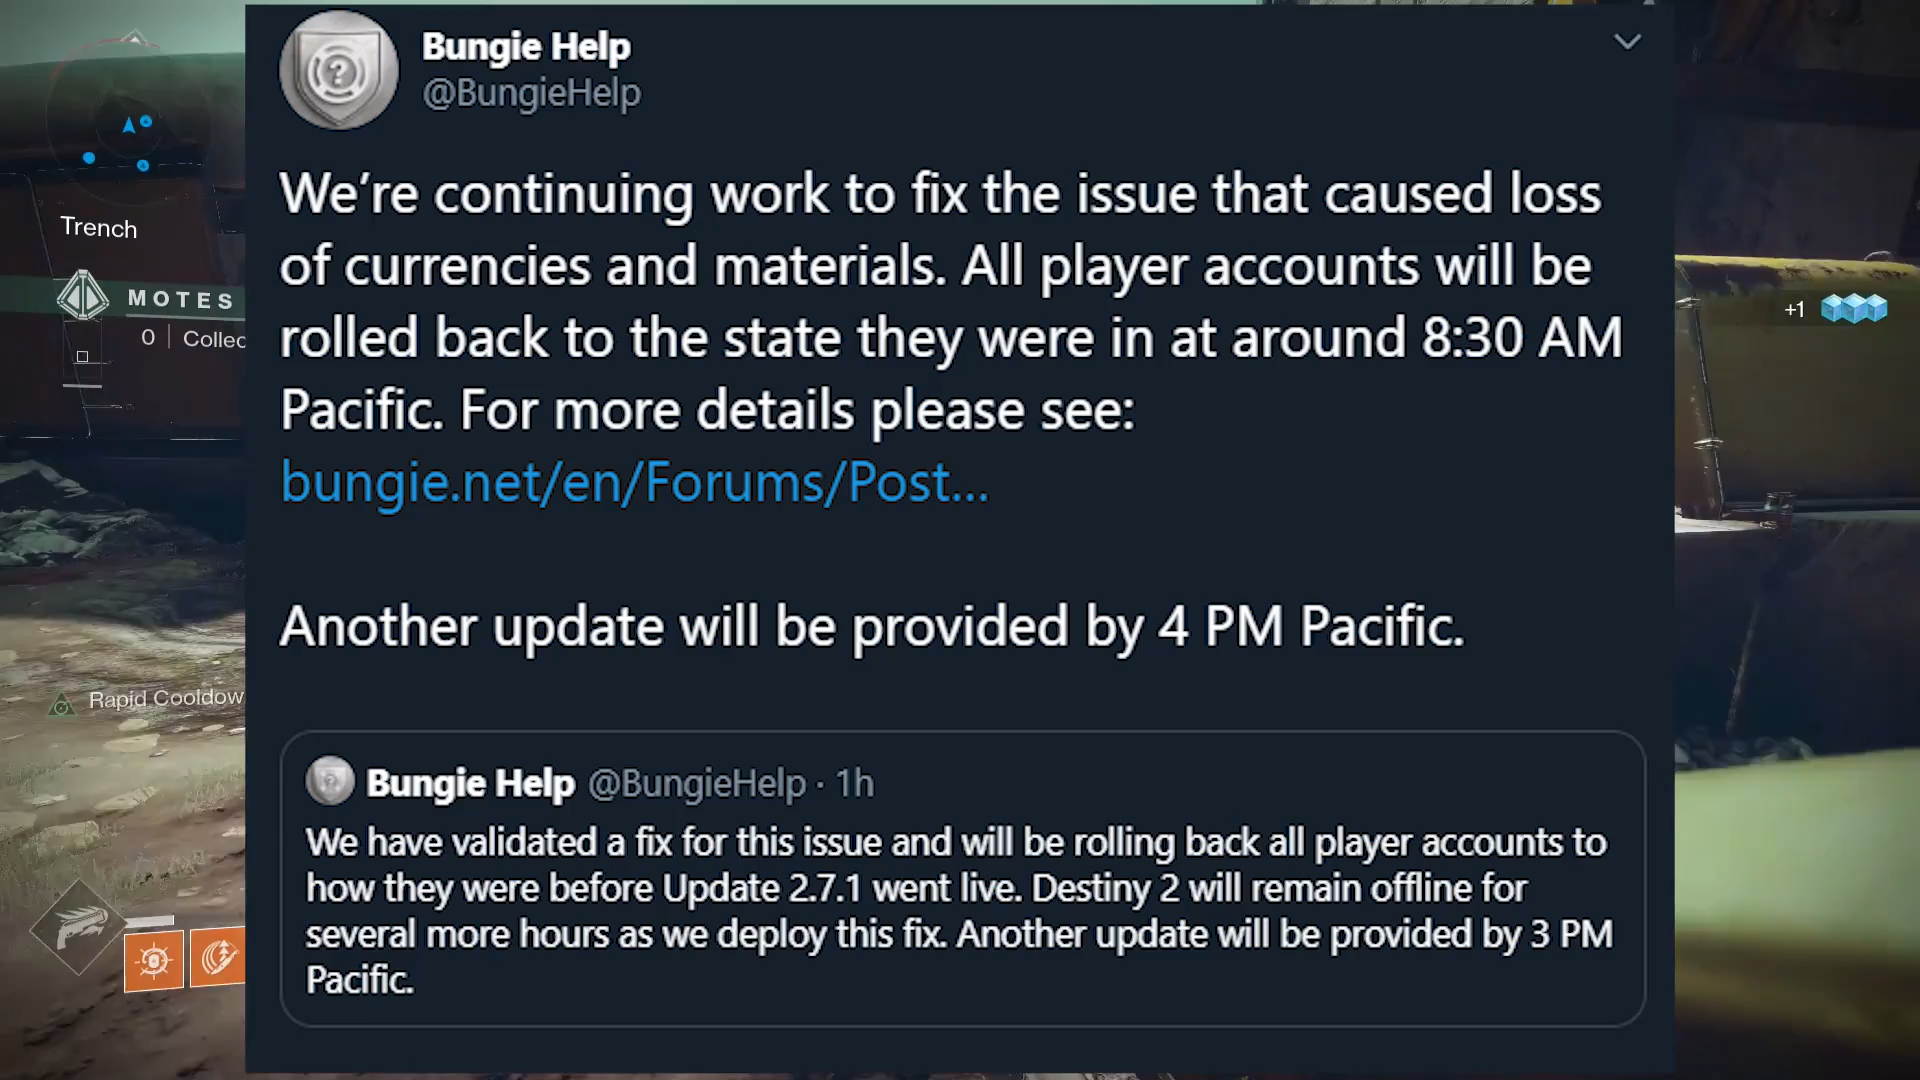 Bungie Help
@BungieHelp
We're continuing work to fix the issue that caused loss
of currencies and materials. All player accounts will be
rolled back to the state they were in at around 8:30 AM
Pacific. For more details please see:
bungie.net/en/Forums/Post...
Another update will be provided by 4 PM Pacific.
Bungie Help @BungieHelp · 1h
We have validated a fix for this issue and will be rolling back all player accounts to
how they were before Update 2.7.1 went live. Destiny 2 will remain offline for
several more hours as we deploy this fix. Another update will be provided by 3 PM
Pacific.
Trench
MOTES
0 | Collec
Rapid Cooldow
+1